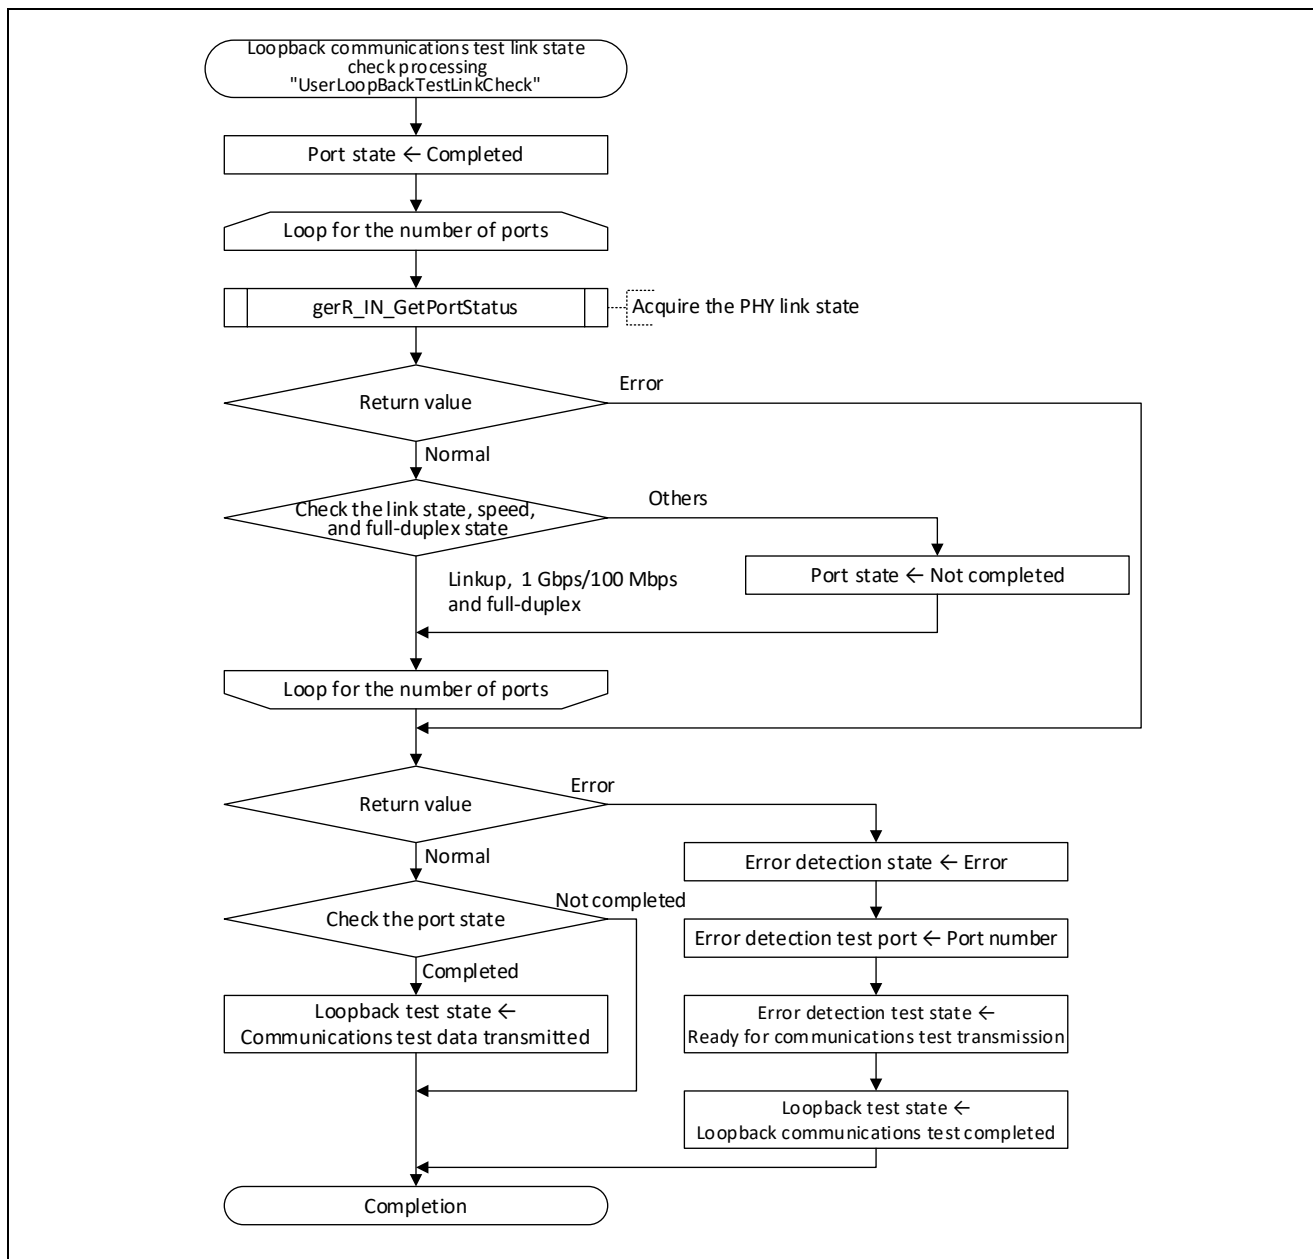 Loopback communications test link state
check processing
"UserLoopBackTestLinkCheck"
Port state ← Completed
Loop for the number of ports
gerR_IN_GetPortStatus
Acquire the PHY link state
Return value
Error
Normal
Check the link state, speed,
and full-duplex state
Others
Linkup, 1 Gbps/100 Mbps
and full-duplex
Port state ← Not completed
Loop for the number of ports
Return value
Error
Normal
Error detection state ← Error
Check the port state
Not completed
Error detection test port ← Port number
Completed
Loopback test state ←
Communications test data transmitted
Error detection test state ←
Ready for communications test transmission
Loopback test state ←
Loopback communications test completed
Completion